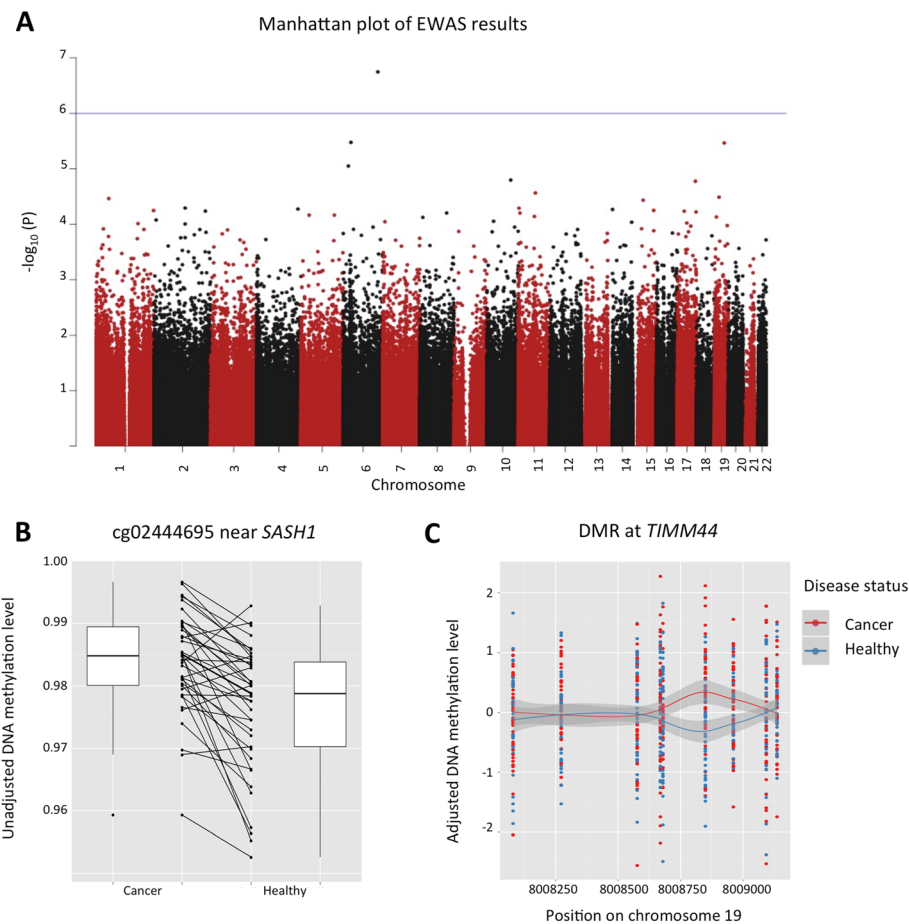 A
Manhattan plot of EWAS results
7
6
5
4
3
2
1
-log10 (P)
1 2 3 4 5 6 7 8 9 10 11 12 13 14 15 16 17 18 19 20 21 22
Chromosome
B
cg02444695 near SASH1
Unadjusted DNA methylation level
1.00
0.99
0.98
0.97
0.96
Cancer Healthy
C
DMR at TIMM44
Adjusted DNA methylation level
2
1
0
-1
-2
8008250 8008500 8008750 8009000
Position on chromosome 19
Disease status
Cancer
Healthy